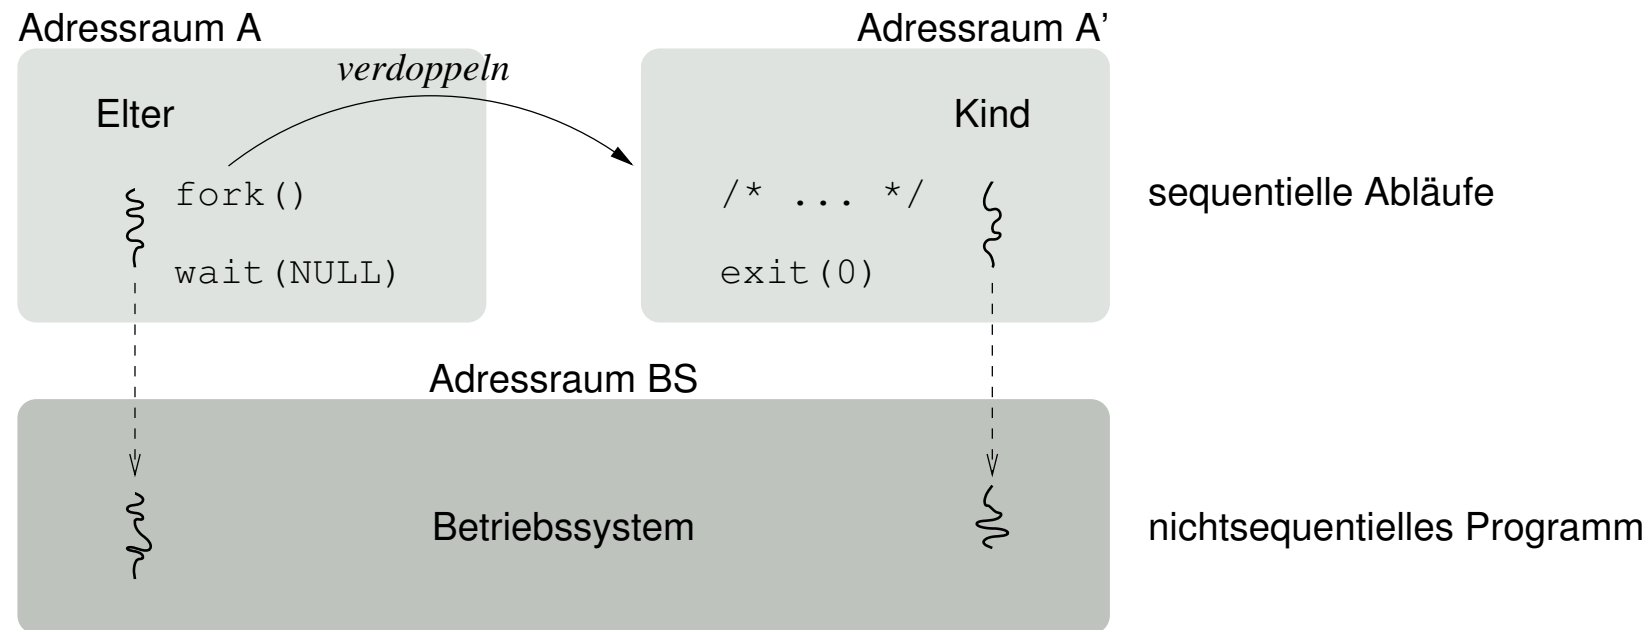 Adressraum A
Adressraum A’
verdoppeln
Elter
Kind
fork()
/* ... */
sequentielle Abläufe
wait(NULL)
exit(0)
Adressraum BS
Betriebssystem
nichtsequentielles Programm